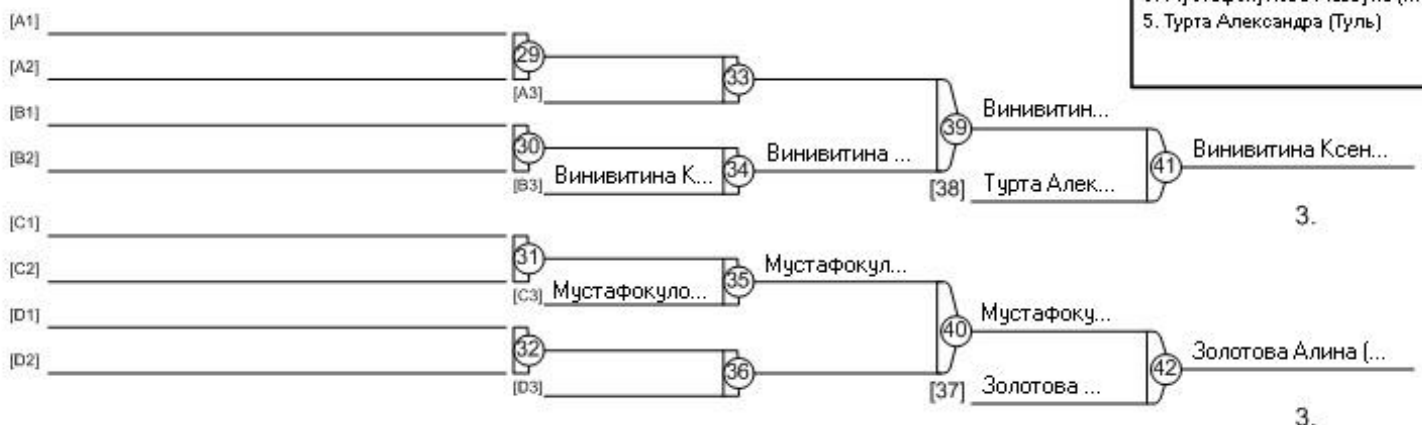 5. Турта Александра (Туль)
[A1]
29
[A2]
33
[A3]
[B1]
39
Винивитин...
30
[B2]
Винивитина К...
34
Винивитина ...
41
Винивитина Ксен...
[B3]
[38]
Турта Алек...
3.
[C1]
31
[C2]
35
Мустафокул...
[C3]
Мустафокуло...
[D1]
40
Мустафоку...
32
[D2]
36
42
Золотова Алина (...
[D3]
[37]
Золотова ...
3.